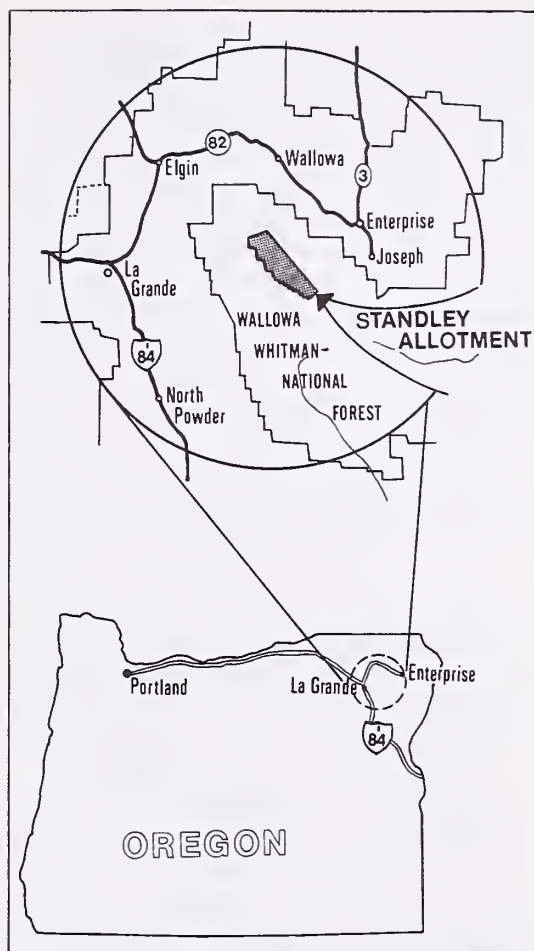 82
Elgin
Wallowa
3
Enterprise
Joseph
La
Grande
STANDLEY
ALLOTMENT
WALLOWA
WHITMAN-
NATIONAL
FOREST
84
North
Powder
Portland
La Grande
Enterprise
84
OREGON